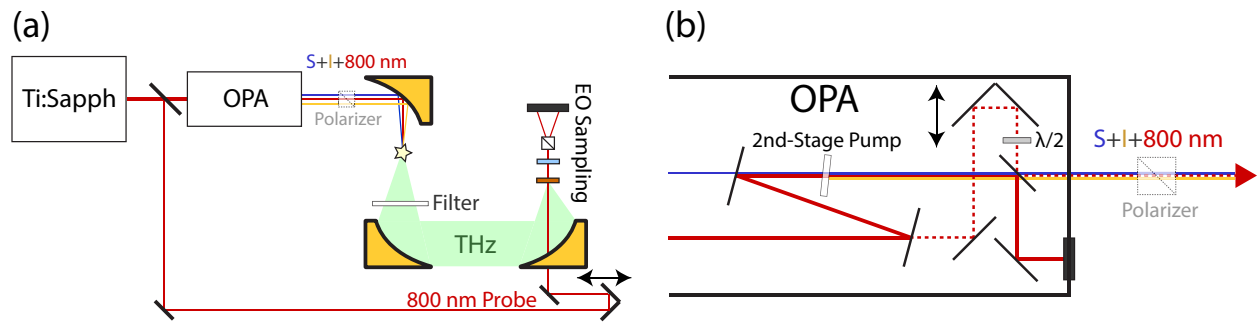 (a)
Ti:Sapph
OPA
S+I+800 nm
Polarizer
Filter
THz
EO Sampling
800 nm Probe
(b)
OPA
2nd-Stage Pump
λ/2
S+I+800 nm
Polarizer